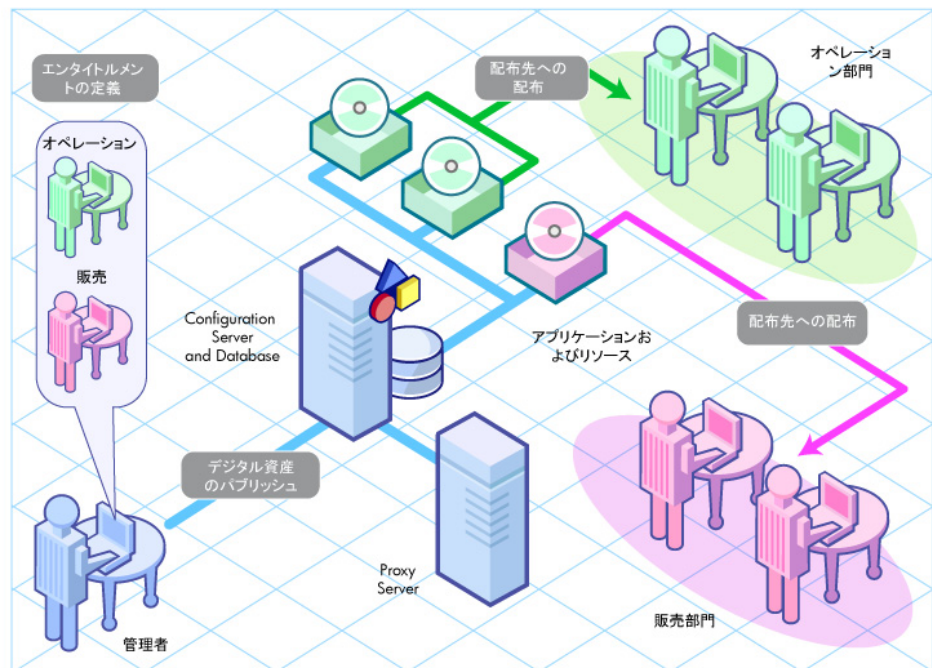 エンタイトルメン
トの定義
オペレーション
販売
配布先への
配布
オペレーショ
ン部門
Configuration
Server
and Database
アプリケーションお
よびリソース
配布先への配布
デジタル資産
のパブリッシュ
Proxy
Server
管理者
販売部門